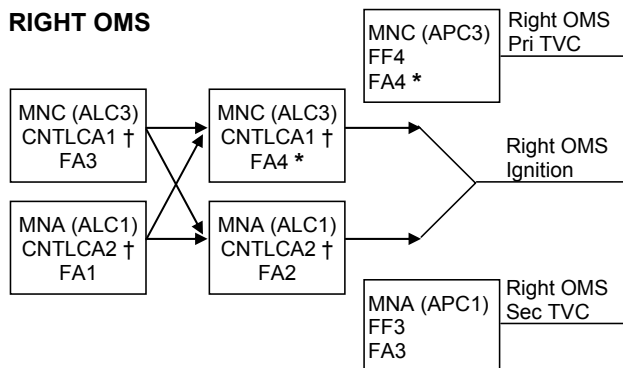 RIGHT OMS
MNC (APC3)
FF4
FA4 *
Right OMS
Pri TVC
MNC (ALC3)
CNTLCA1 †
FA3
MNC (ALC3)
CNTLCA1 †
FA4 *
Right OMS
Ignition
MNA (ALC1)
CNTLCA2 †
FA1
MNA (ALC1)
CNTLCA2 †
FA2
MNA (APC1)
FF3
FA3
Right OMS
Sec TVC